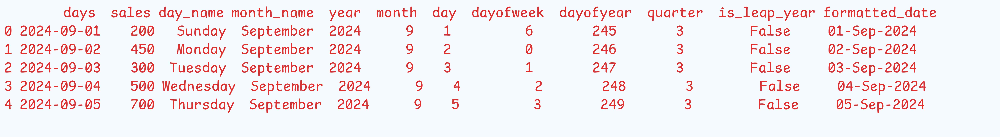 days sales day_name month_name year month day dayofweek dayofyear quarter is_leap_year formatted_date
0 2024-09-01 200 Sunday September 2024 9 1 6 245 3 False 01-Sep-2024
1 2024-09-02 450 Monday September 2024 9 2 0 246 3 False 02-Sep-2024
2 2024-09-03 300 Tuesday September 2024 9 3 1 247 3 False 03-Sep-2024
3 2024-09-04 500 Wednesday September 2024 9 4 2 248 3 False 04-Sep-2024
4 2024-09-05 700 Thursday September 2024 9 5 3 249 3 False 05-Sep-2024